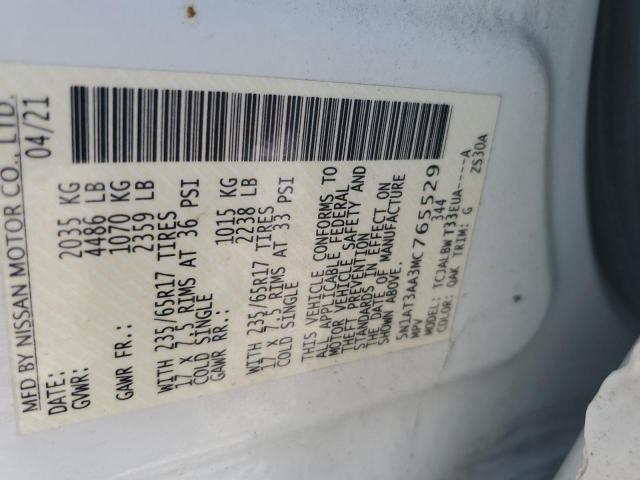 MFD BY NISSAN MOTOR CO., LTD.
DATE: 04/21
GVWR: 2035 KG
4486 LB
GAWR FR.: 1070 KG
2359 LB
WITH 235/65R17 TIRES
17 X 7.5 RIMS AT 36 PSI
COLD SINGLE
GAWR RR.: 1015 KG
2238 LB
WITH 235/65R17 TIRES
17 X 7.5 RIMS AT 33 PSI
COLD SINGLE
THIS VEHICLE CONFORMS TO
ALL APPLICABLE FEDERAL
MOTOR VEHICLE SAFETY AND
THEFT PREVENTION
STANDARDS IN EFFECT ON
THE DATE OF MANUFACTURE
SHOWN ABOVE.
5N1AT3AA3MC765529
MPV 344
MODEL: TCJALBWT33EUA----A
COLOR: QAK TRIM: G ZS30A